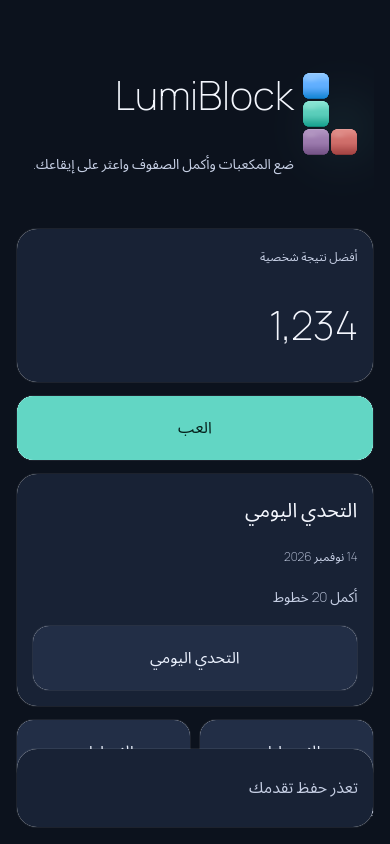 LumiBlock
ضع المكعبات وأكمل الصفوف واعثر على إيقاعك.
أفضل نتيجة شخصية
1,234
العب
التحدي اليومي
14 نوفمبر 2026
أكمل 20 خطوط
التحدي اليومي
تعذر حفظ تقدمك